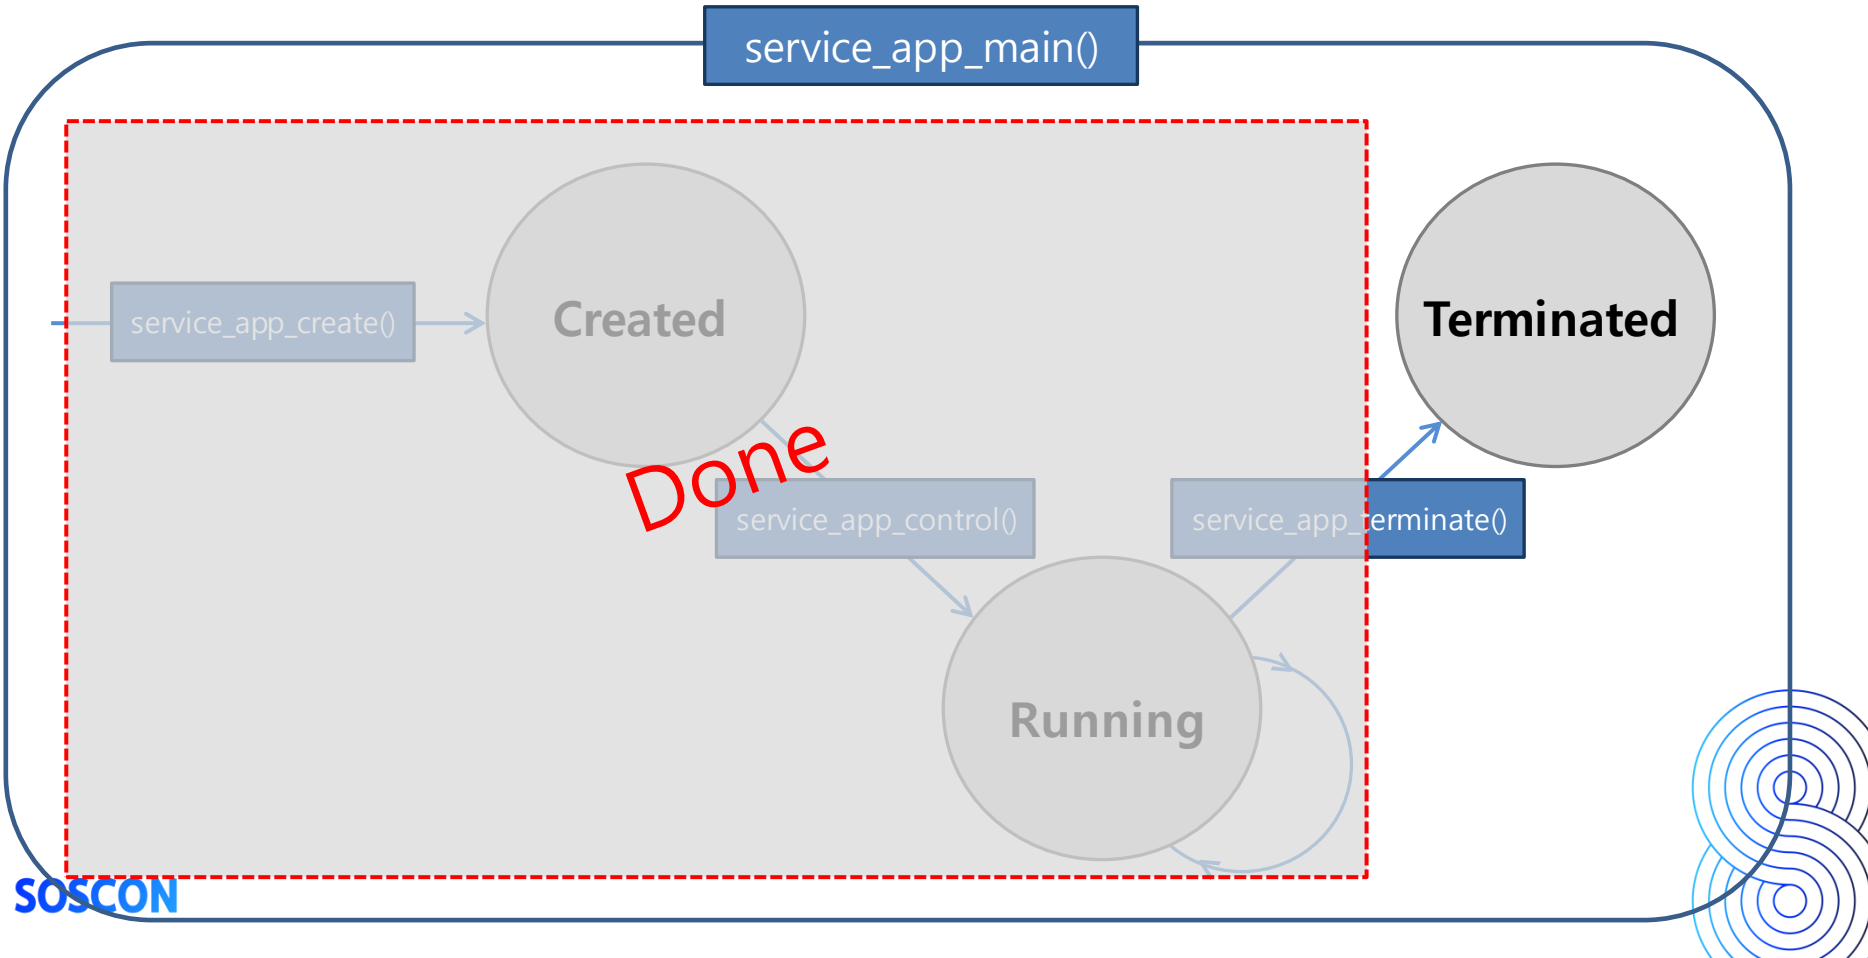 service_app_main()
service_app_create()
Created
Terminated
Done
service_app_control()
service_app_terminate()
Running
SOSCON